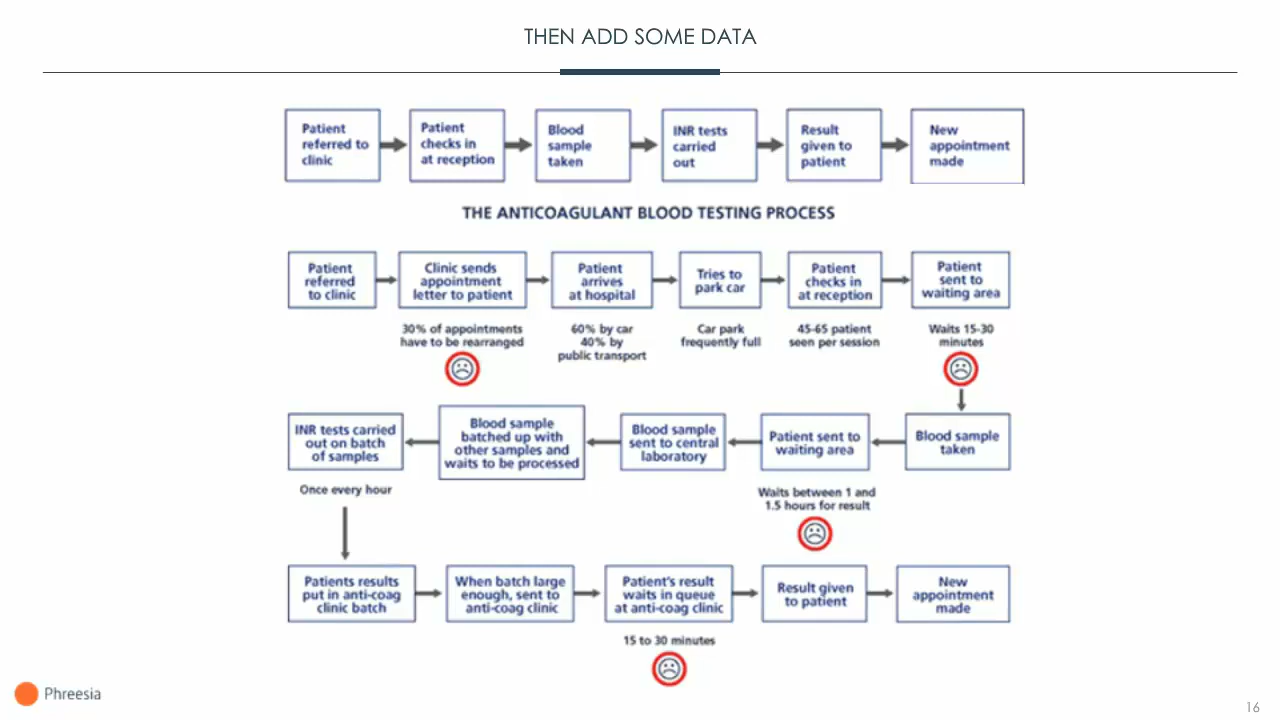 THEN ADD SOME DATA
Patient
referred to
clinic
Patient
checks in
at reception
Blood
sample
taken
INR tests
carried
out
Result
given to
patient
New
appointment
made
THE ANTICOAGULANT BLOOD TESTING PROCESS
Patient
referred
to clinic
Clinic sends
appointment
letter to patient
Patient
arrives
at hospital
Tries to
park car
Patient
checks in
at reception
Patient
sent to
waiting area
30% of appointments
have to be rearranged
60% by car
40% by
public transport
Car park
frequently full
45-65 patient
seen per session
Waits 15-30
minutes
INR tests carried
out on batch
of samples
Blood sample
batched up with
other samples and
waits to be processed
Blood sample
sent to central
laboratory
Patient sent to
waiting area
Blood sample
taken
Once every hour
Waits between 1 and
1.5 hours for result
Patients results
put in anti-coag
clinic batch
When batch large
enough, sent to
anti-coag clinic
Patient's result
waits in queue
at anti-coag clinic
Result given
to patient
New
appointment
made
15 to 30 minutes
Phreesia
16